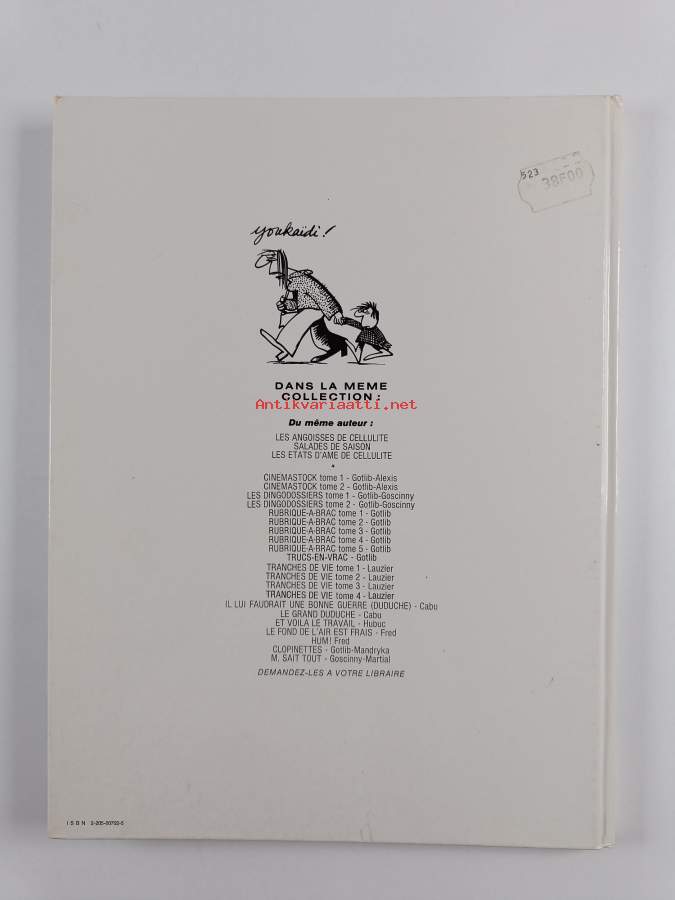 523
38F00
youkaïdi!
DANS LA MEME
COLLECTION :
Antikvariaatti.net
Du même auteur :
LES ANGOISSES DE CELLULITE
SALADES DE SAISON
LES ETATS D'AME DE CELLULITE
CINEMASTOCK tome 1 - Gotlib-Alexis
CINEMASTOCK tome 2 - Gotlib-Alexis
LES DINGODOSSIERS tome 1 - Gotlib-Goscinny
LES DINGODOSSIERS tome 2 - Gotlib-Goscinny
RUBRIQUE-A-BRAC tome 1 - Gotlib
RUBRIQUE-A-BRAC tome 2 - Gotlib
RUBRIQUE-A-BRAC tome 3 - Gotlib
RUBRIQUE-A-BRAC tome 4 - Gotlib
RUBRIQUE-A-BRAC tome 5 - Gotlib
TRUCS-EN-VRAC - Gotlib
TRANCHES DE VIE tome 1 - Lauzier
TRANCHES DE VIE tome 2 - Lauzier
TRANCHES DE VIE tome 3 - Lauzier
TRANCHES DE VIE tome 4 - Lauzier
IL LUI FAUDRAIT UNE BONNE GUERRE (DUDUCHE) - Cabu
LE GRAND DUDUCHE - Cabu
ET VOILA LE TRAVAIL - Hubuc
LE FOND DE L'AIR EST FRAIS - Fred
HUM! Fred
CLOPINETTES - Gotlib-Mandryka
M. SAIT TOUT - Goscinny-Martial
DEMANDEZ-LES A VOTRE LIBRAIRE
ISBN